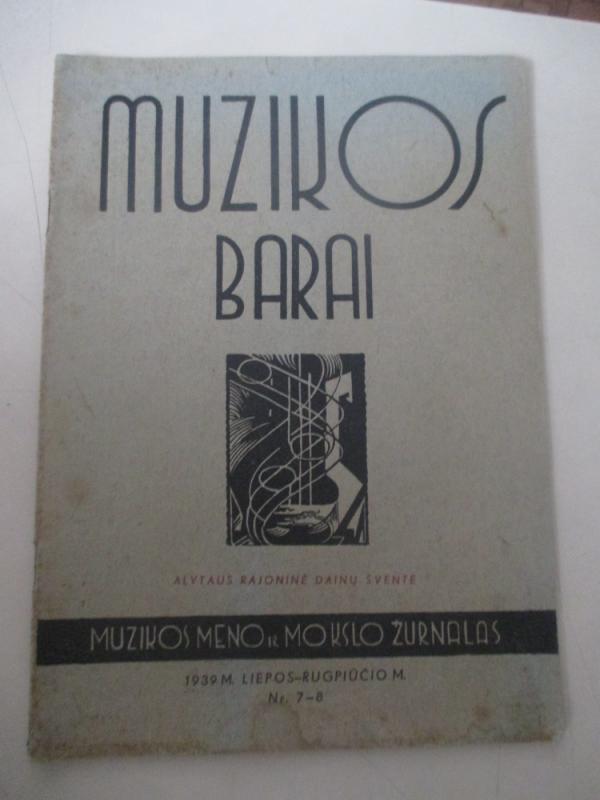 MUZIKOS
BARAI
ALYTAUS RAJONINĖ DAINŲ ŠVENTĖ
MUZIKOS MENO IR MOKSLO ŽURNALAS
1939 M. LIEPOS-RUGPIŪČIO M.
Nr. 7-8